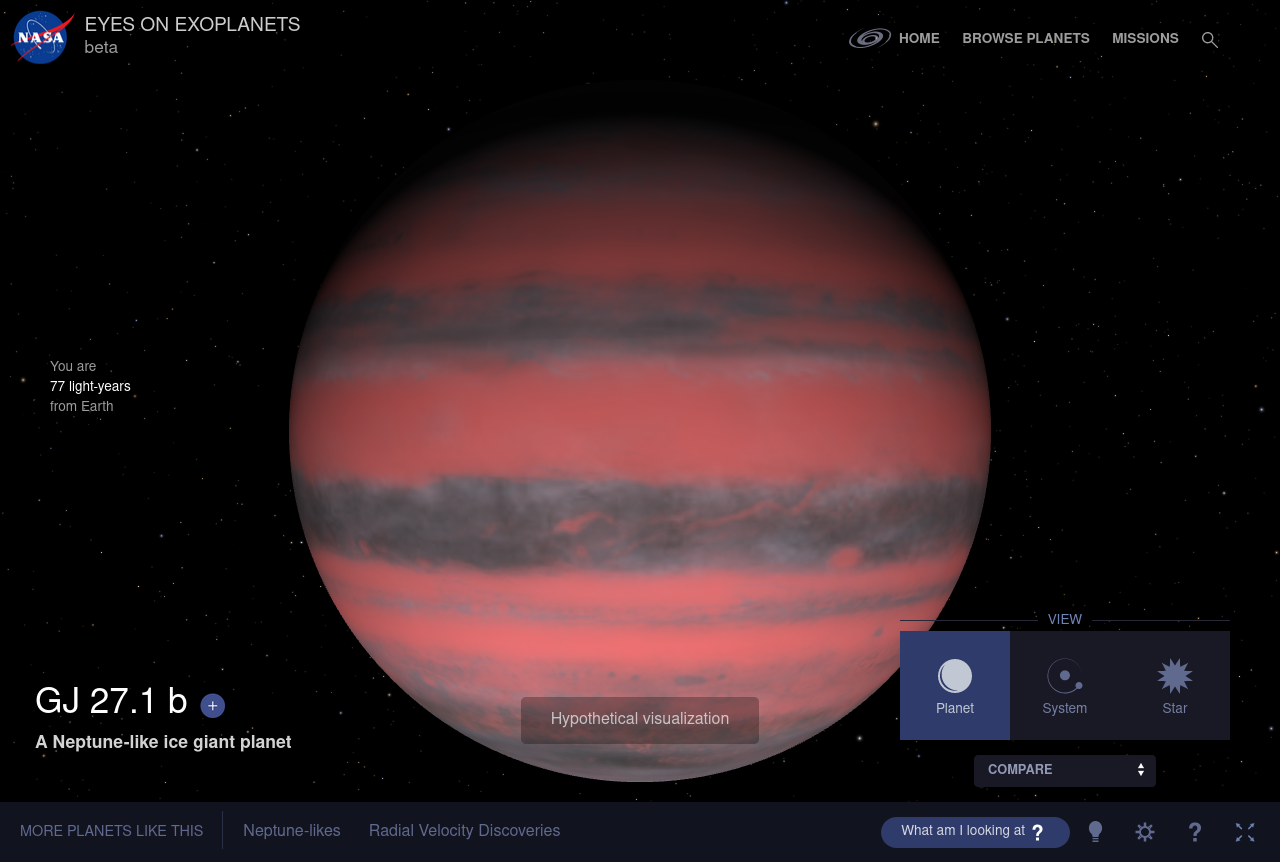 NASA
EYES ON EXOPLANETS
beta
HOME
BROWSE PLANETS
MISSIONS
You are
77 light-years
from Earth
VIEW
Planet
System
Star
COMPARE
GJ 27.1 b +
A Neptune-like ice giant planet
Hypothetical visualization
MORE PLANETS LIKE THIS
Neptune-likes
Radial Velocity Discoveries
What am I looking at ?
?